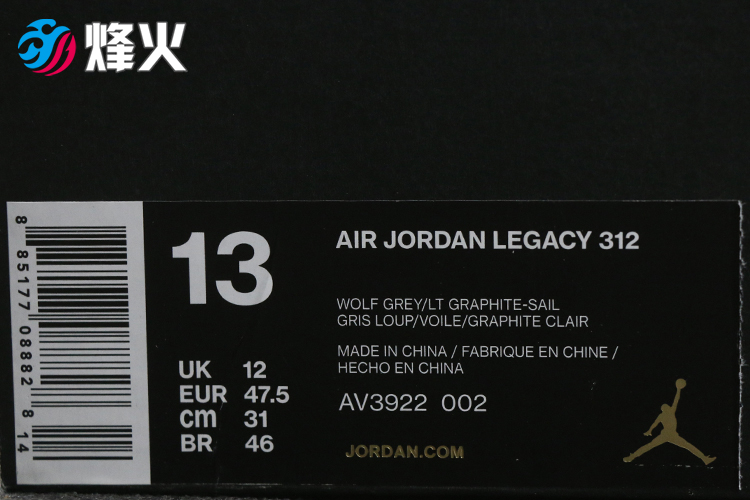 烽火
8 85177 08882 8 14
13
AIR JORDAN LEGACY 312
WOLF GREY/LT GRAPHITE-SAIL
GRIS LOUP/VOILE/GRAPHITE CLAIR
MADE IN CHINA / FABRIQUE EN CHINE /
HECHO EN CHINA
UK 12
EUR 47.5
cm 31
BR 46
AV3922 002
JORDAN.COM